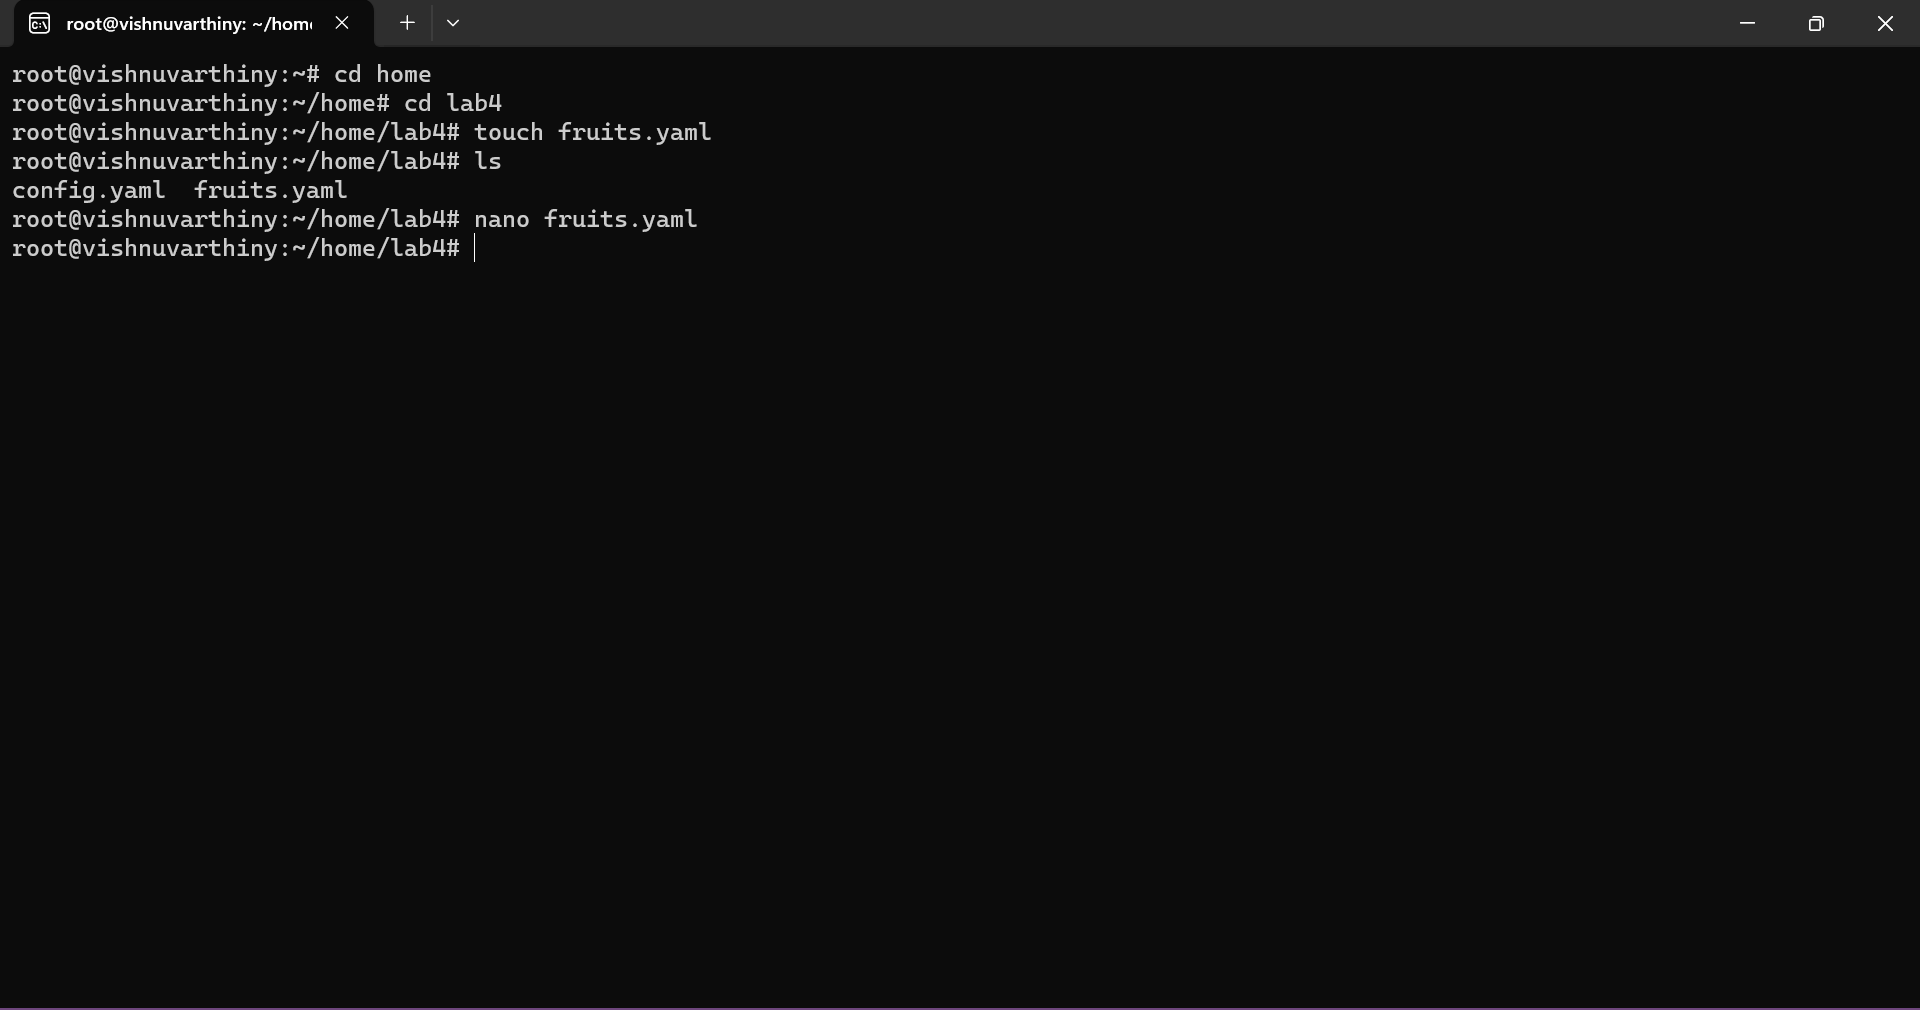 root@vishnuvarthiny: ~/hom
root@vishnuvarthiny:~# cd home
root@vishnuvarthiny:~/home# cd lab4
root@vishnuvarthiny:~/home/lab4# touch fruits.yaml
root@vishnuvarthiny:~/home/lab4# ls
config.yaml  fruits.yaml
root@vishnuvarthiny:~/home/lab4# nano fruits.yaml
root@vishnuvarthiny:~/home/lab4#